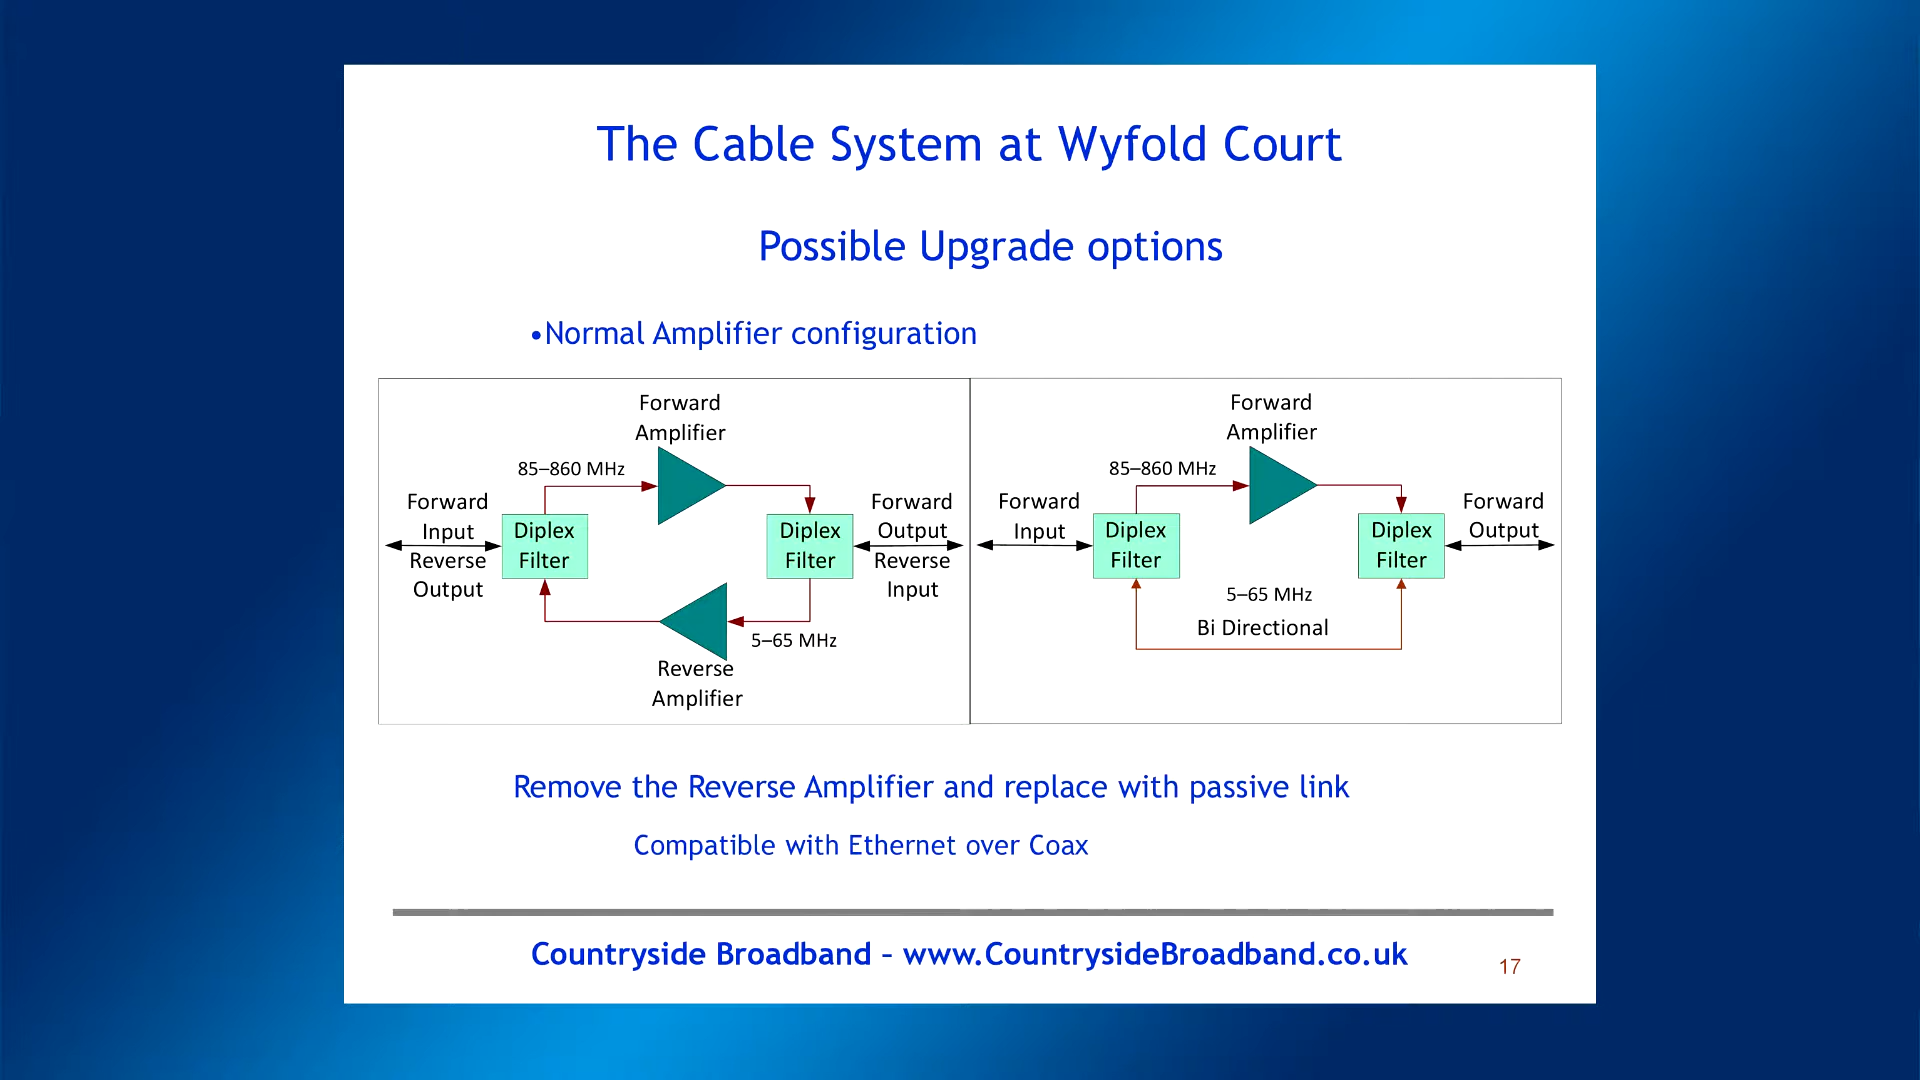 The Cable System at Wyfold Court
Possible Upgrade options
•Normal Amplifier configuration
Forward
Amplifier
85–860 MHz
Forward
Input
Reverse
Output
Diplex
Filter
Diplex
Filter
Forward
Output
Reverse
Input
5–65 MHz
Reverse
Amplifier
Forward
Amplifier
85–860 MHz
Forward
Input
Diplex
Filter
Diplex
Filter
Forward
Output
5–65 MHz
Bi Directional
Remove the Reverse Amplifier and replace with passive link
Compatible with Ethernet over Coax
Countryside Broadband – www.CountrysideBroadband.co.uk
17